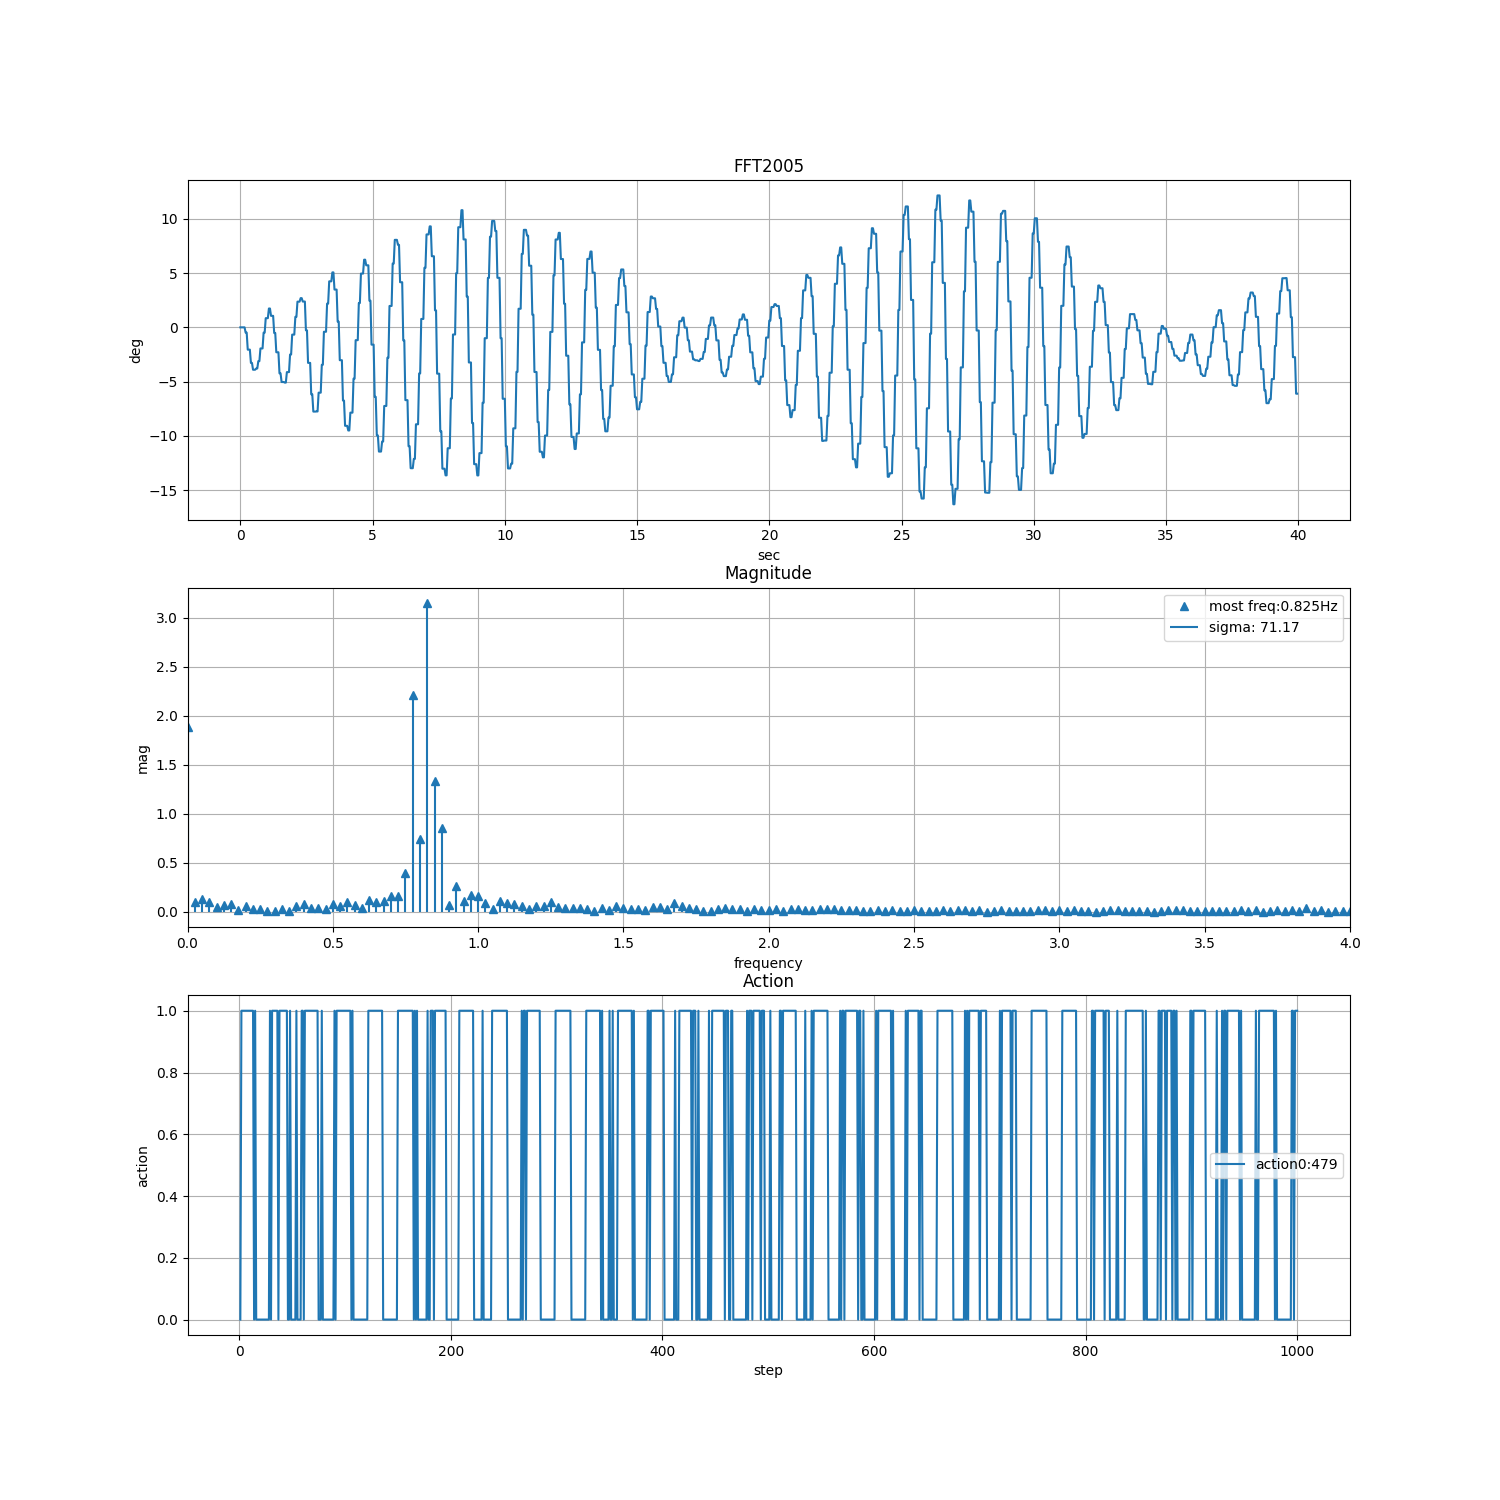 FFT2005
10
5
0
−5
−10
−15
deg
0 5 10 15 20 25 30 35 40
sec
Magnitude
most freq:0.825Hz
sigma: 71.17
3.0
2.5
2.0
1.5
1.0
0.5
0.0
mag
0.0 0.5 1.0 1.5 2.0 2.5 3.0 3.5 4.0
frequency
Action
1.0
0.8
0.6
0.4
0.2
0.0
action
action0:479
0 200 400 600 800 1000
step